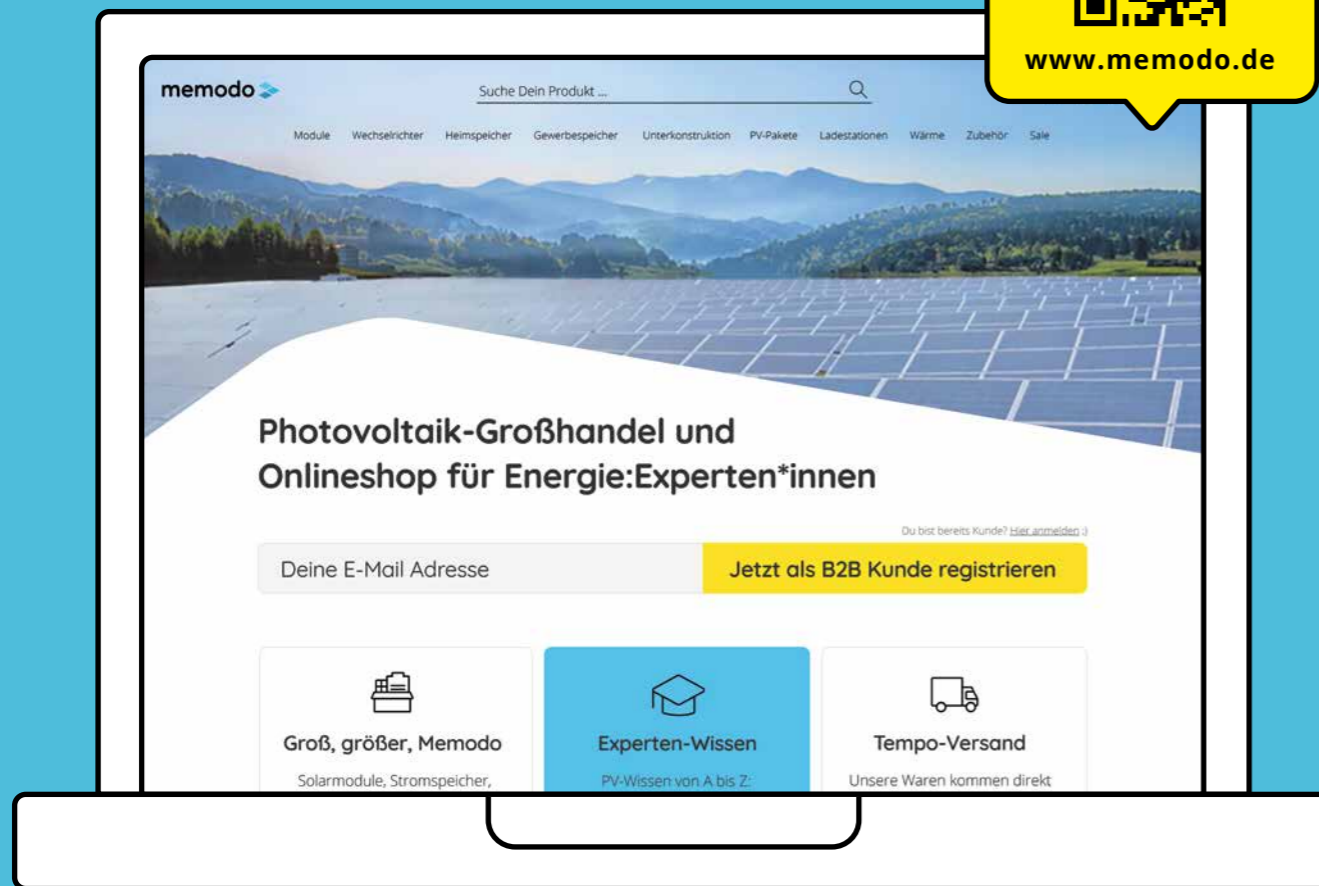 www.memodo.de
memodo
Suche Dein Produkt ...
Module Wechselrichter Heimspeicher Gewerbespeicher Unterkonstruktion PV-Pakete Ladestationen Wärme Zubehör Sale
Photovoltaik-Großhandel und
Onlineshop für Energie:Experten*innen
Du bist bereits Kunde? Hier anmelden :)
Deine E-Mail Adresse
Jetzt als B2B Kunde registrieren
Groß, größer, Memodo
Solarmodule, Stromspeicher,
Experten-Wissen
PV-Wissen von A bis Z:
Tempo-Versand
Unsere Waren kommen direkt